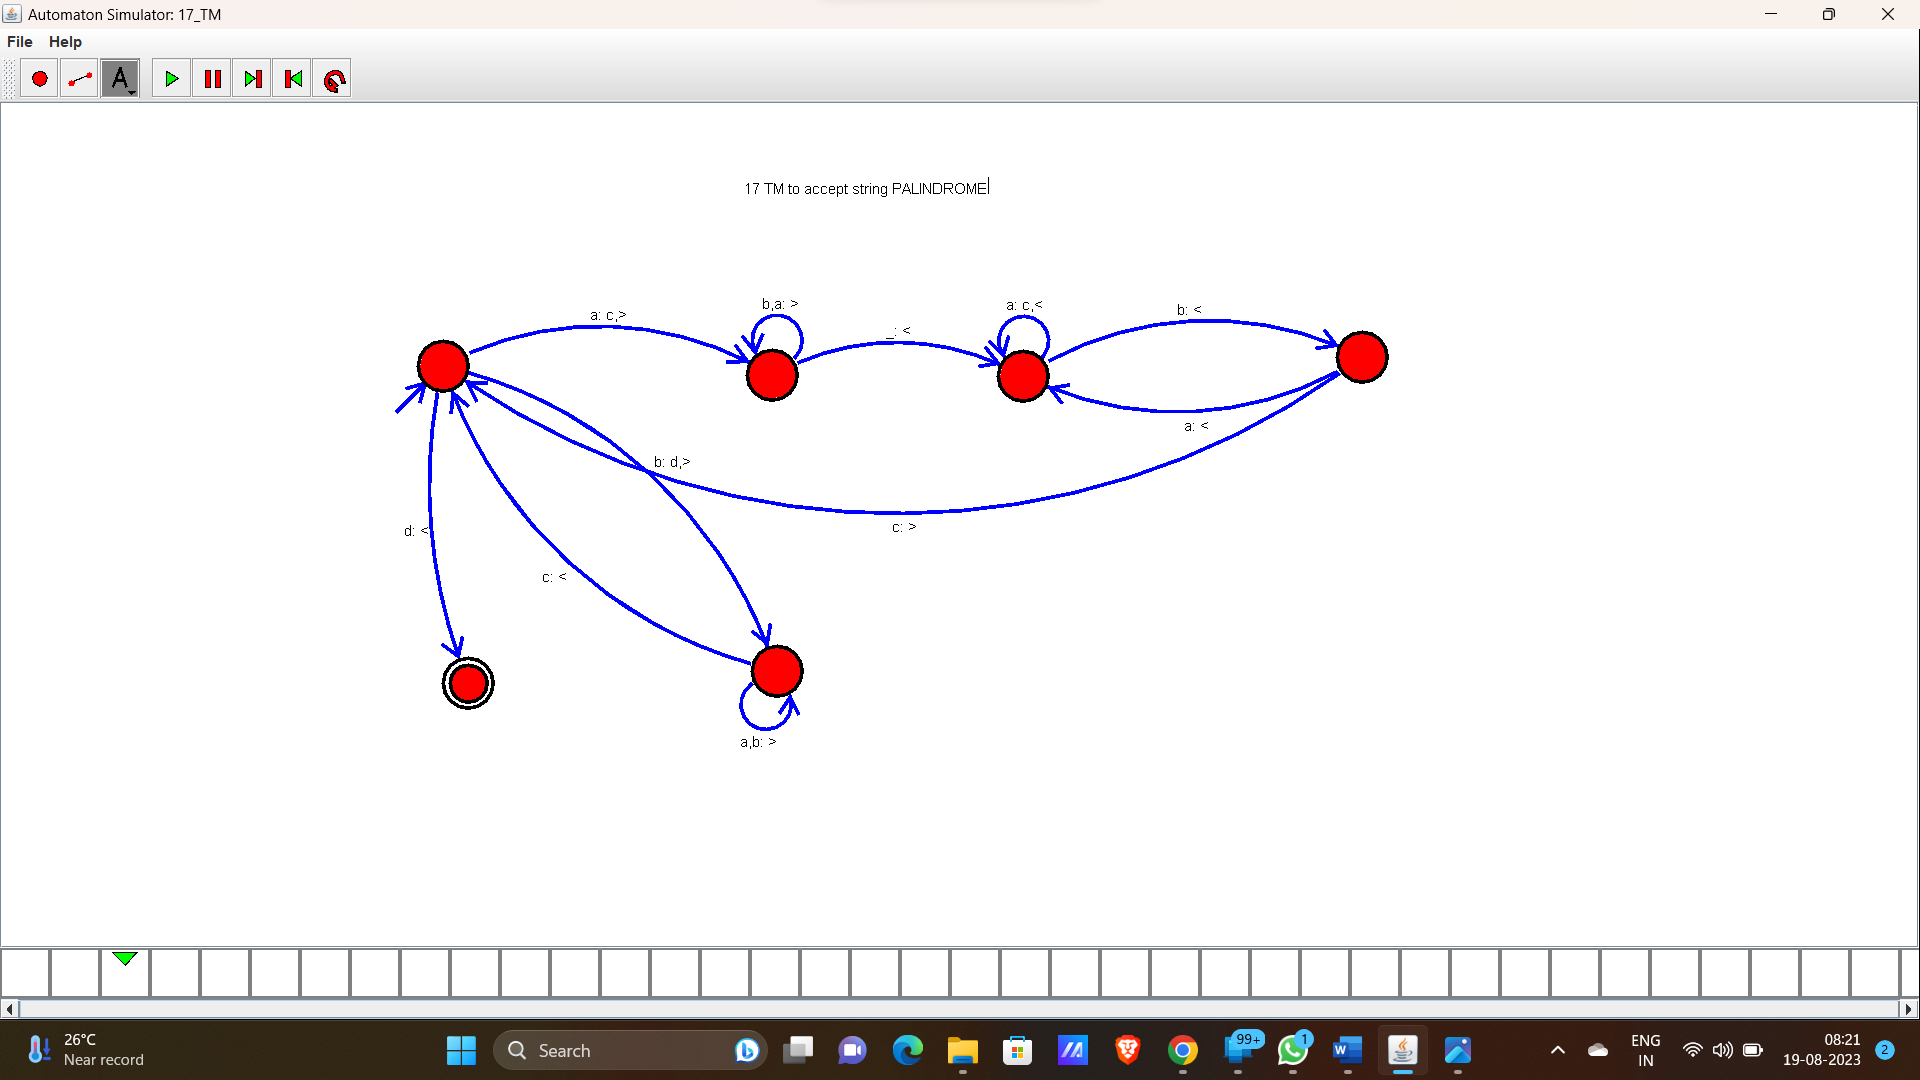 Automaton Simulator: 17_TM
File Help
A
17 TM to accept string PALINDROME
a: c,>
b,a: >
_: <
a: c,<
b: <
a: <
b: d,>
c: >
d: <
c: <
a,b: >
26°C
Near record
Search
99+
1
W
ENG
IN
08:21
19-08-2023
2